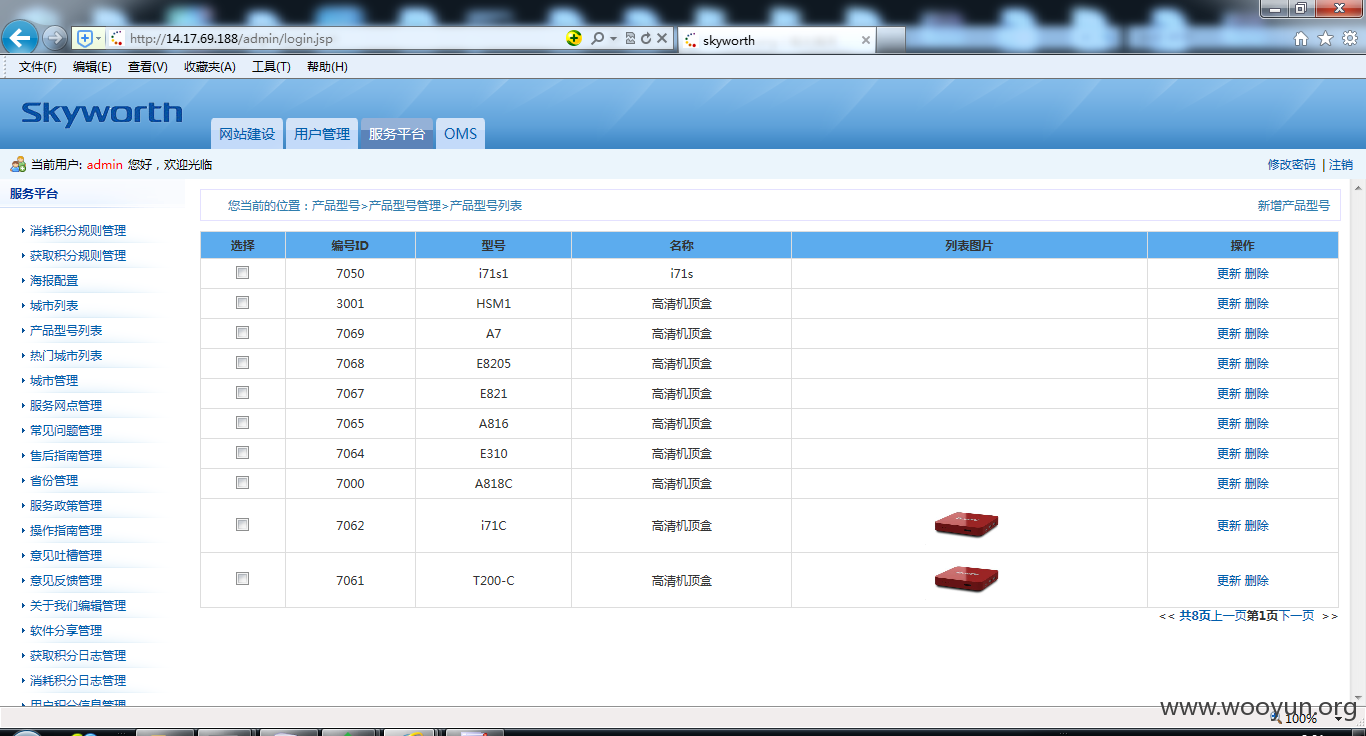 http://14.17.69.188/admin/login.jsp
skyworth
文件(F) 编辑(E) 查看(V) 收藏夹(A) 工具(T) 帮助(H)
Skyworth
网站建设 用户管理 服务平台 OMS
当前用户: admin 您好，欢迎光临
修改密码 | 注销
服务平台
消耗积分规则管理
获取积分规则管理
海报配置
城市列表
产品型号列表
热门城市列表
城市管理
服务网点管理
常见问题管理
售后指南管理
省份管理
服务政策管理
操作指南管理
意见吐槽管理
意见反馈管理
关于我们编辑管理
软件分享管理
获取积分日志管理
消耗积分日志管理
用户积分信息管理
您当前的位置：产品型号>产品型号管理>产品型号列表
新增产品型号
选择 编号ID 型号 名称 列表图片 操作
7050 i71s1 i71s 更新 删除
3001 HSM1 高清机顶盒 更新 删除
7069 A7 高清机顶盒 更新 删除
7068 E8205 高清机顶盒 更新 删除
7067 E821 高清机顶盒 更新 删除
7065 A816 高清机顶盒 更新 删除
7064 E310 高清机顶盒 更新 删除
7000 A818C 高清机顶盒 更新 删除
7062 i71C 高清机顶盒 更新 删除
7061 T200-C 高清机顶盒 更新 删除
<< 共8页上一页第1页下一页 >>
www.wooyun.org
100%